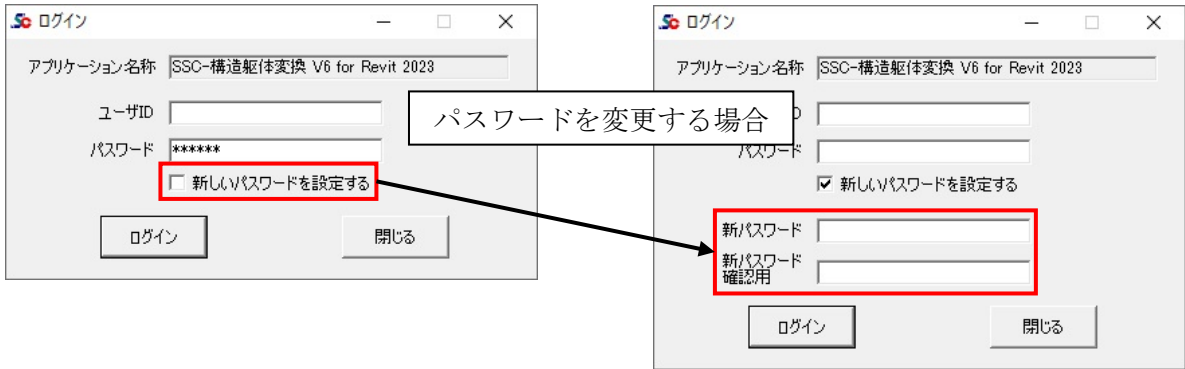 ログイン
アプリケーション名称 SSC-構造躯体変換 V6 for Revit 2023
ユーザID
パスワード ******
新しいパスワードを設定する
ログイン 閉じる
パスワードを変更する場合
ログイン
アプリケーション名称 SSC-構造躯体変換 V6 for Revit 2023
D
パスワード
新しいパスワードを設定する
新パスワード
新パスワード
確認用
ログイン 閉じる